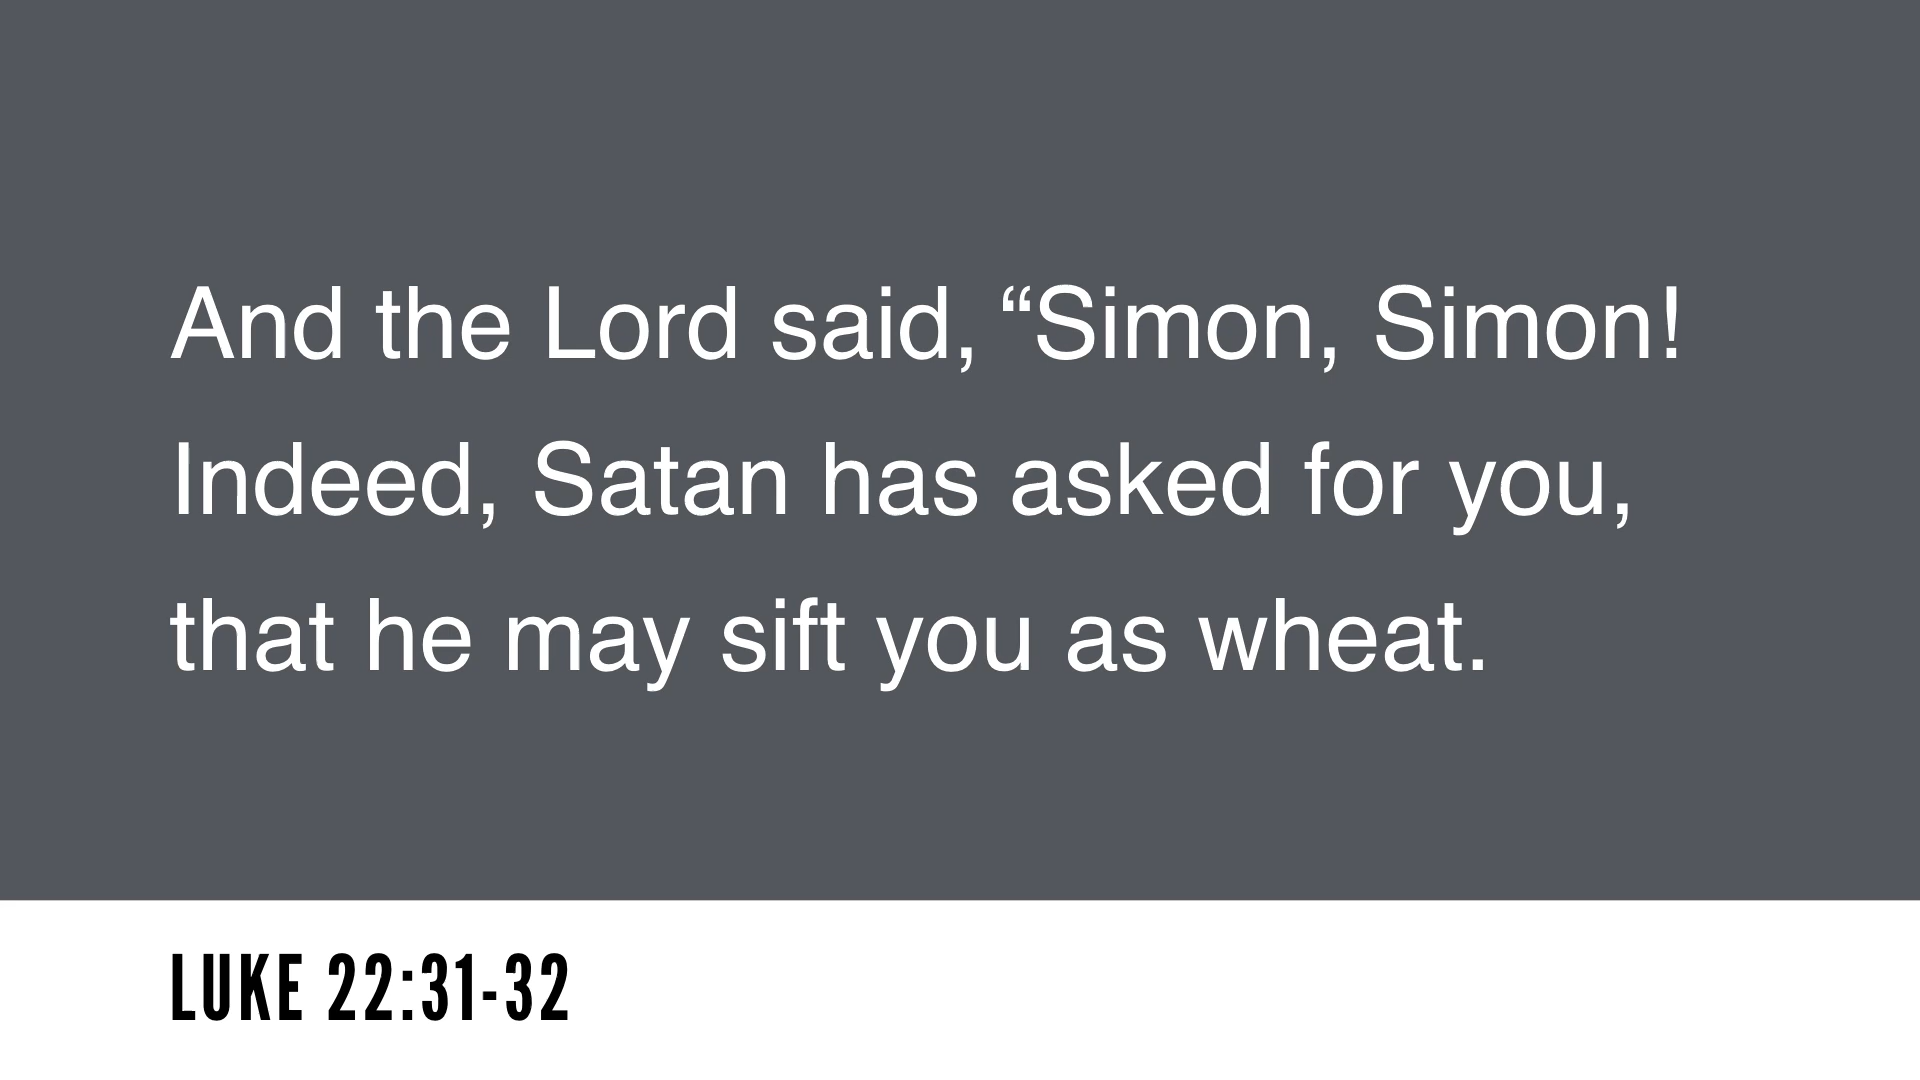 And the Lord said, “Simon, Simon!
Indeed, Satan has asked for you,
that he may sift you as wheat.
LUKE 22:31-32